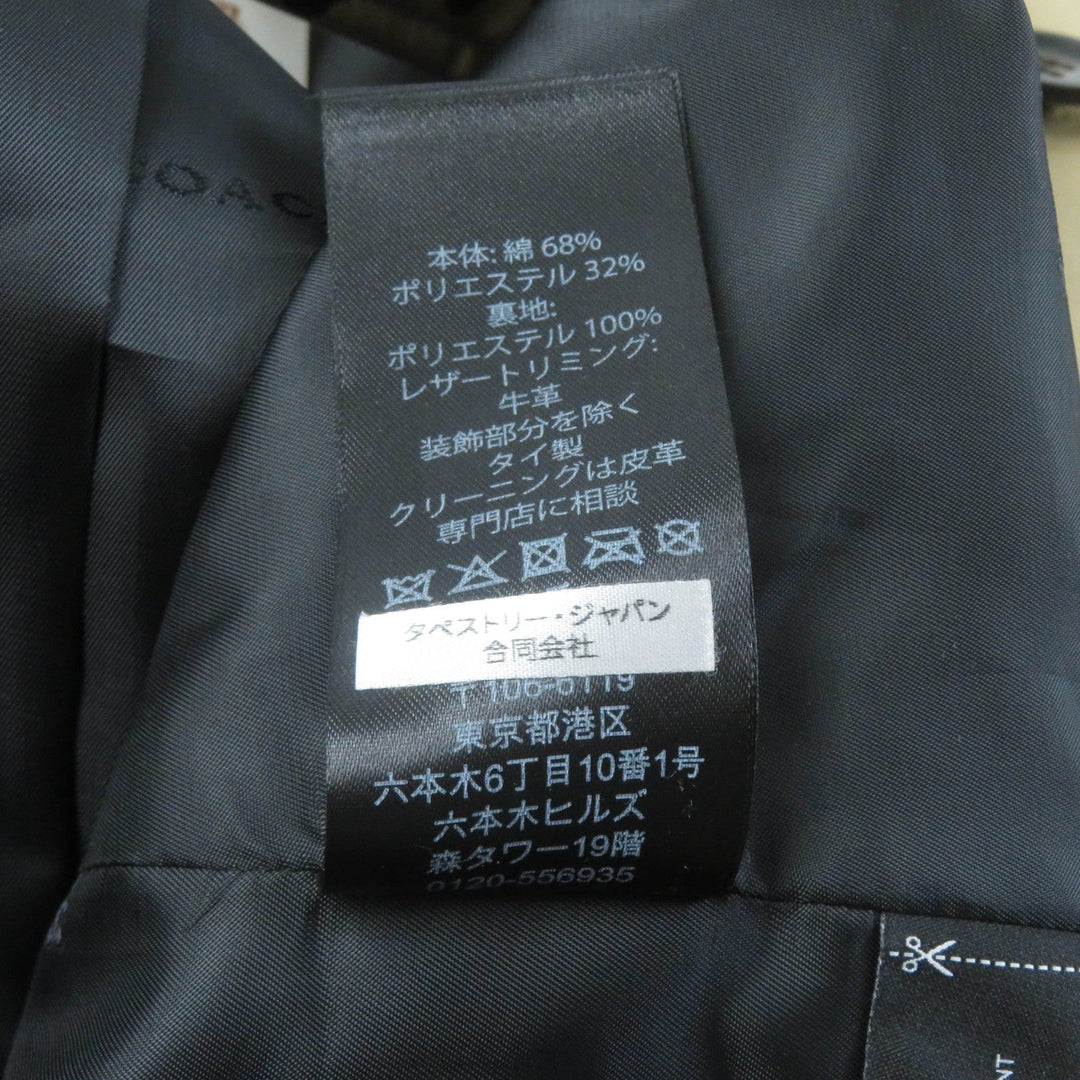 COACH
本体: 綿 68%
ポリエステル 32%
裏地:
ポリエステル 100%
レザートリミング:
牛革
装飾部分を除く
タイ製
クリーニングは皮革
専門店に相談
タペストリー・ジャパン
合同会社
〒106-6119
東京都港区
六本木6丁目10番1号
六本木ヒルズ
森タワー19階
0120-556935